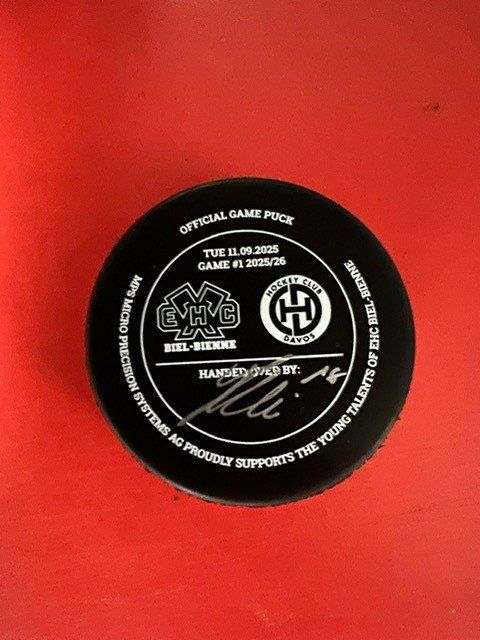 OFFICIAL GAME PUCK
TUE 11.09.2025
GAME #1 2025/26
EHC
BIEL-BIENNE
HOCKEY CLUB
HC
DAVOS
HANDED OVER BY:
MPS MICRO PRECISION SYSTEMS AG PROUDLY SUPPORTS THE YOUNG TALENTS OF EHC BIEL-BIENNE